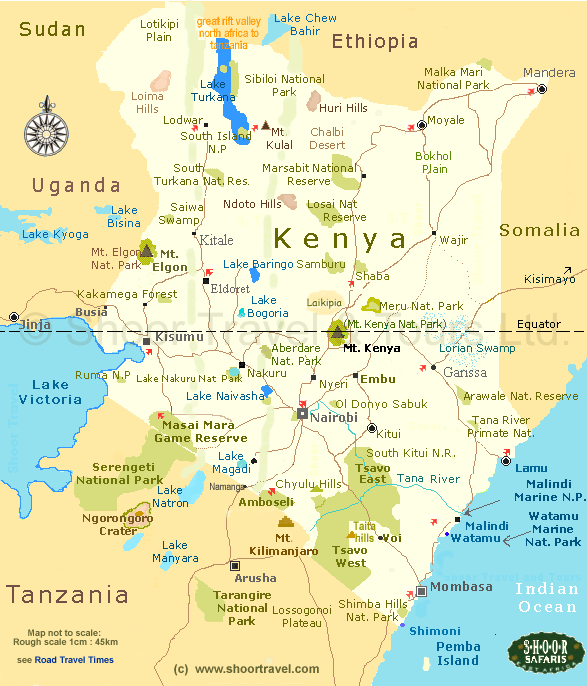 Sudan
Lotikipi
Plain
great rift valley
north africa to
tanzania
Lake Chew
Bahir
Ethiopia
Malka Mari
National Park
Mandera
Loima
Hills
Lake
Turkana
Sibiloi National
Park
Huri Hills
Lodwar
South Island
N.P
Mt
Kulal
Chalbi
Desert
Moyale
Bokhol
Plain
South
Turkana Nat. Res.
Marsabit National
Reserve
Uganda
Lake
Bisina
Saiwa
Swamp
Ndoto Hills
Losai Nat
Reserve
Lake Kyoga
Kitale
Kenya
Wajir
Somalia
Mt. Elgon
Nat. Park
Mt.
Elgon
Lake Baringo
Samburu
Shaba
Kisimayo
Eldoret
Kakamega Forest
Busia
Lake
Bogoria
Laikipia
Meru Nat. Park
Jinja
(Mt. Kenya Nat. Park)
Equator
© Shoor Travel & Tours Ltd.
Kisumu
Aberdare
Nat. Park
Mt. Kenya
Lorian Swamp
Ruma N.P
Lake Nakuru Nat. Park
Nakuru
Nyeri
Embu
Garissa
Lake
Victoria
Lake Naivasha
Ol Donyo Sabuk
Arawale Nat. Reserve
Shoor Travel
Masai Mara
Game Reserve
Nairobi
Kitui
Tana River
Primate Nat.
Lake
Magadi
South Kitui N.R.
Serengeti
National Park
Tsavo
East
Tana River
Lamu
Namanga
Chyulu Hills
Malindi
Marine N.P.
Lake
Natron
Amboseli
Ngorongoro
Crater
Mt.
Kilimanjaro
Taita
hills
Voi
Malindi
Watamu
Watamu
Marine
Nat. Park
Lake
Manyara
Tsavo
West
Arusha
Mombasa
Indian
Ocean
Tanzania
Tarangire
National
Park
Lossogonoi
Plateau
Shimba Hills
Nat. Park
Map not to scale:
Rough scale 1cm : 45km
see Road Travel Times
Shimoni
Pemba
Island
SHOOR
SAFARIS
EAST AFRICA
(c) www.shoortravel.com